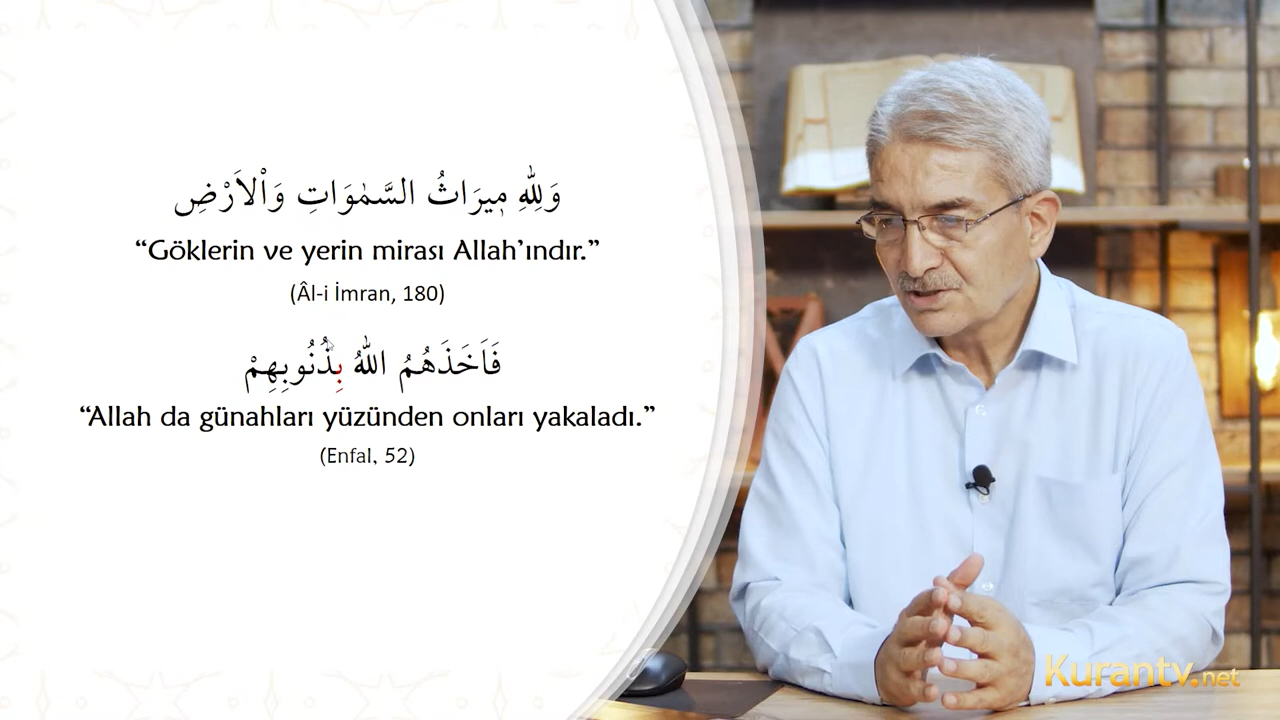 وَلِلّٰهِ مٖيرَاثُ السَّمٰوَاتِ وَالْاَرْضِ
“Göklerin ve yerin mirası Allah’ındır.”
(Âl-i İmran, 180)
فَاَخَذَهُمُ اللّٰهُ بِذُنُوبِهِمْ
“Allah da günahları yüzünden onları yakaladı.”
(Enfal, 52)
Kurantv.net